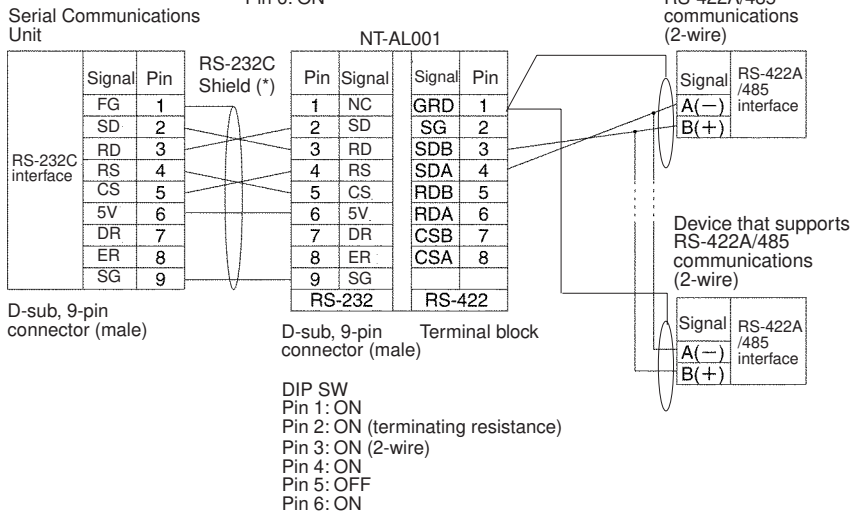 Pin 6: ON
RS-422A/485
communications
(2-wire)
Serial Communications
Unit
RS-232C
interface
Signal Pin
FG 1
SD 2
RD 3
RS 4
CS 5
5V 6
DR 7
ER 8
SG 9
D-sub, 9-pin
connector (male)
RS-232C
Shield (*)
NT-AL001
Pin Signal
1 NC
2 SD
3 RD
4 RS
5 CS
6 5V
7 DR
8 ER
9 SG
RS-232
Signal Pin
GRD 1
SG 2
SDB 3
SDA 4
RDB 5
RDA 6
CSB 7
CSA 8
RS-422
D-sub, 9-pin
connector (male)
Terminal block
Signal
A(−)
B(+)
RS-422A
/485
interface
Device that supports
RS-422A/485
communications
(2-wire)
Signal
A(−)
B(+)
RS-422A
/485
interface
DIP SW
Pin 1: ON
Pin 2: ON (terminating resistance)
Pin 3: ON (2-wire)
Pin 4: ON
Pin 5: OFF
Pin 6: ON